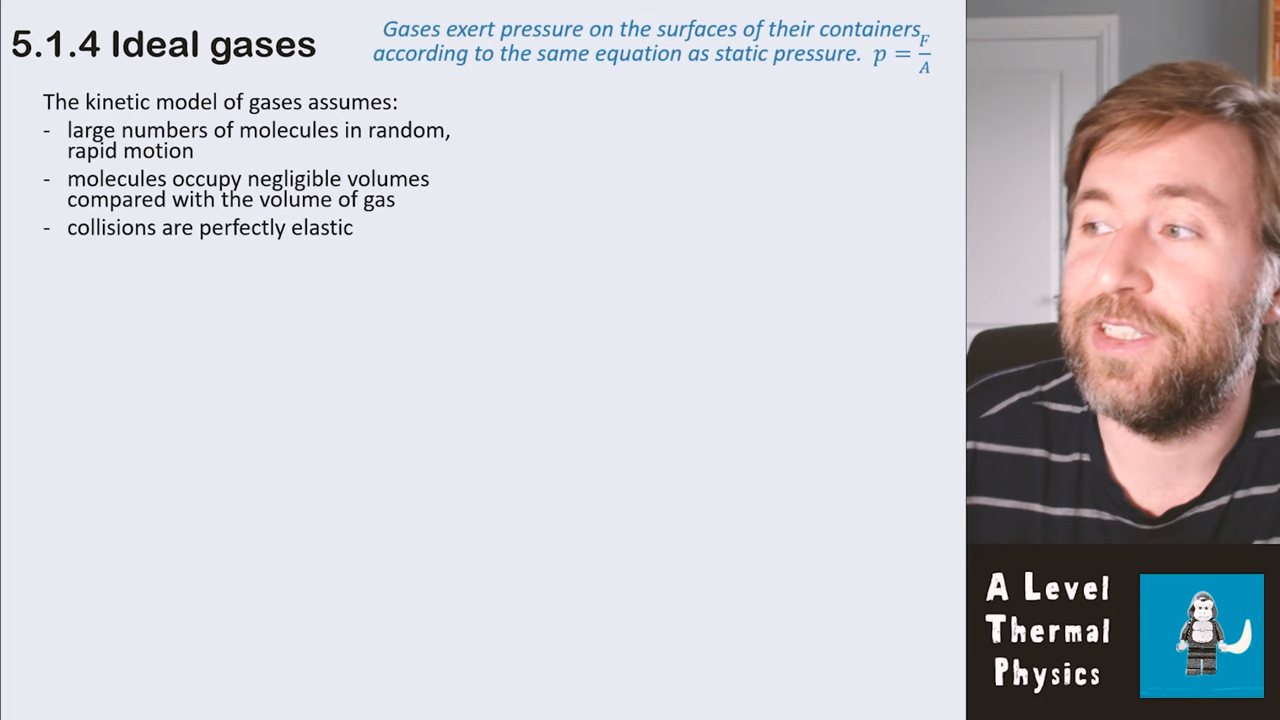 5.1.4 Ideal gases
Gases exert pressure on the surfaces of their containers,
according to the same equation as static pressure. p = F/A
The kinetic model of gases assumes:
- large numbers of molecules in random,
rapid motion
- molecules occupy negligible volumes
compared with the volume of gas
- collisions are perfectly elastic
A Level
Thermal
Physics